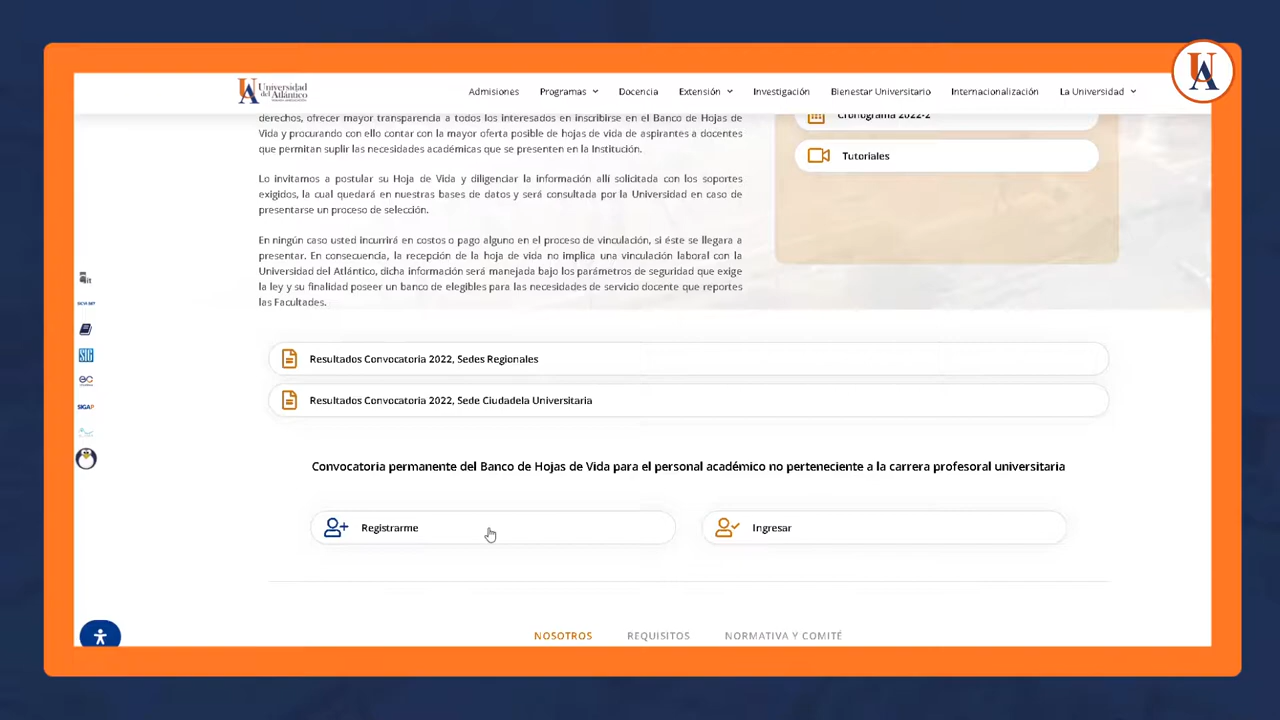 Universidad
del Atlántico
Admisiones
Programas
Docencia
Extensión
Investigación
Bienestar Universitario
Internacionalización
La Universidad
UA
derechos, ofrecer mayor transparencia a todos los interesados en inscribirse en el Banco de Hojas de
Vida y procurando con ello contar con la mayor oferta posible de hojas de vida de aspirantes a docentes
que permitan suplir las necesidades académicas que se presenten en la Institución.
Lo invitamos a postular su Hoja de Vida y diligenciar la información allí solicitada con los soportes
exigidos, la cual quedará en nuestras bases de datos y será consultada por la Universidad en caso de
presentarse un proceso de selección.
En ningún caso usted incurrirá en costos o pago alguno en el proceso de vinculación, si éste se llegara a
presentar. En consecuencia, la recepción de la hoja de vida no implica una vinculación laboral con la
Universidad del Atlántico, dicha información será manejada bajo los parámetros de seguridad que exige
la ley y su finalidad poseer un banco de elegibles para las necesidades de servicio docente que reportes
las Facultades.
Cronograma 2022-2
Tutoriales
SIG
SIGAP
Resultados Convocatoria 2022, Sedes Regionales
Resultados Convocatoria 2022, Sede Ciudadela Universitaria
Convocatoria permanente del Banco de Hojas de Vida para el personal académico no perteneciente a la carrera profesoral universitaria
Registrarme
Ingresar
NOSOTROS
REQUISITOS
NORMATIVA Y COMITÉ